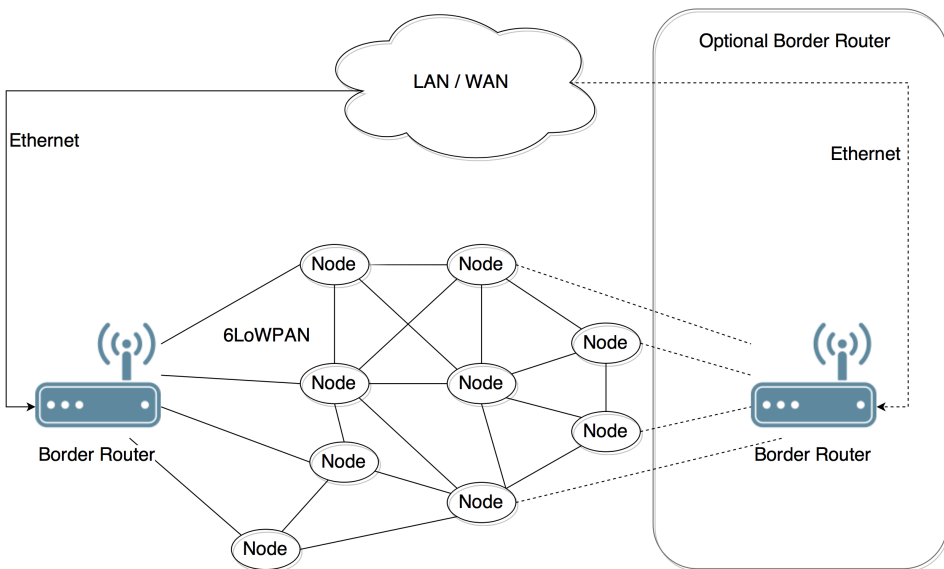 Optional Border Router
LAN / WAN
Ethernet
Ethernet
Node
Node
6LoWPAN
Node
Node
Node
Node
Border Router
Node
Border Router
Node
Node